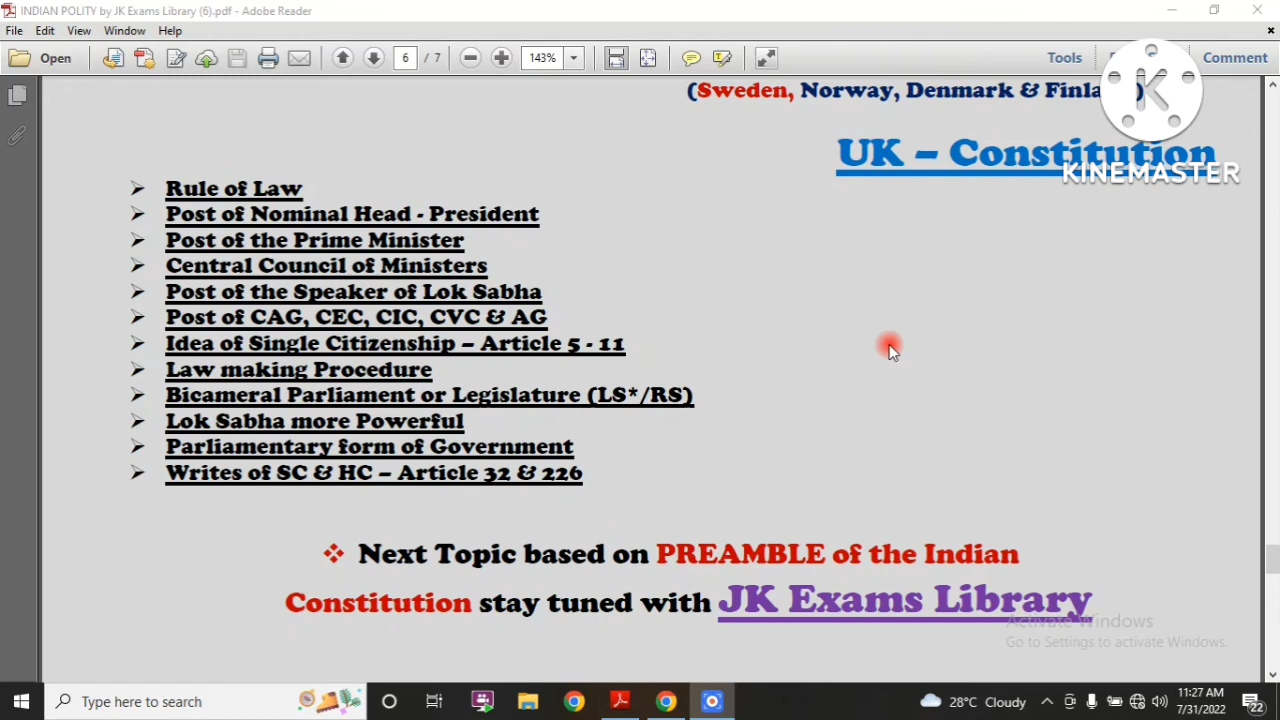 INDIAN POLITY by JK Exams Library (6).pdf - Adobe Reader
File Edit View Window Help
Open 6 / 7 143% Tools Comment
(Sweden, Norway, Denmark &
UK – Constitution
KINEMASTER
Rule of Law
Post of Nominal Head - President
Post of the Prime Minister
Central Council of Ministers
Post of the Speaker of Lok Sabha
Post of CAG, CEC, CIC, CVC & AG
Idea of Single Citizenship – Article 5 - 11
Law making Procedure
Bicameral Parliament or Legislature (LS*/RS)
Lok Sabha more Powerful
Parliamentary form of Government
Writes of SC & HC – Article 32 & 226
Next Topic based on PREAMBLE of the Indian
Constitution stay tuned with JK Exams Library
Activate Windows
Go to Settings to activate Windows.
Type here to search 28°C Cloudy 11:27 AM
7/31/2022 22